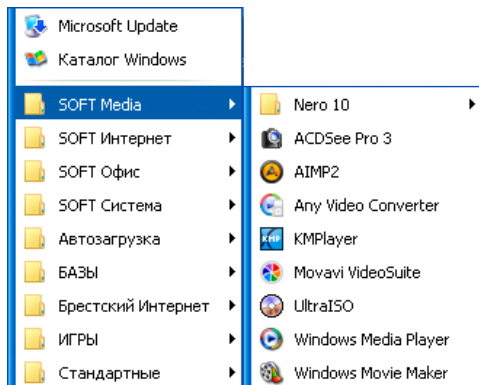 Microsoft Update
Каталог Windows
SOFT Media
SOFT Интернет
SOFT Офис
SOFT Система
Автозагрузка
БАЗЫ
Брестский Интернет
ИГРЫ
Стандартные
Nero 10
ACDSee Pro 3
AIMP2
Any Video Converter
KMPlayer
Movavi VideoSuite
UltraISO
Windows Media Player
Windows Movie Maker